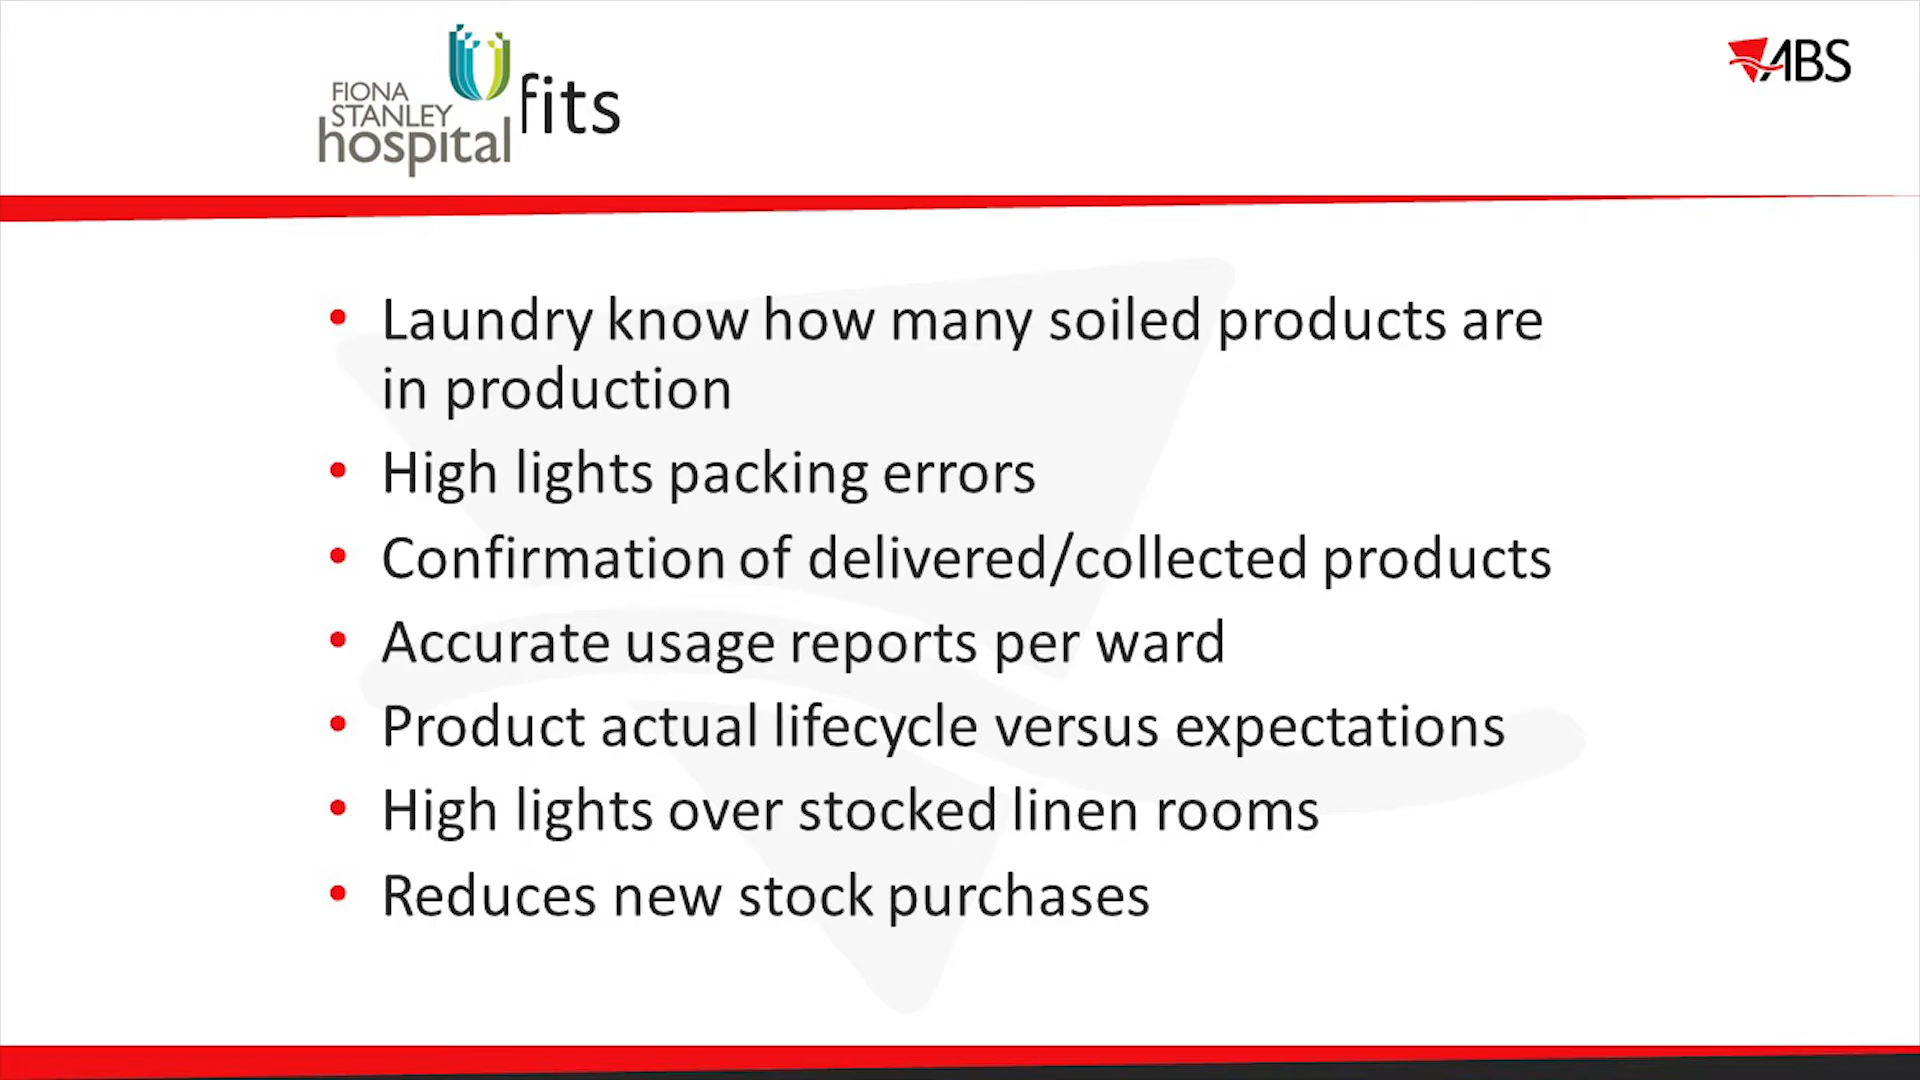 FIONA
STANLEY
hospital
fits
ABS
• Laundry know how many soiled products are
in production
• High lights packing errors
• Confirmation of delivered/collected products
• Accurate usage reports per ward
• Product actual lifecycle versus expectations
• High lights over stocked linen rooms
• Reduces new stock purchases